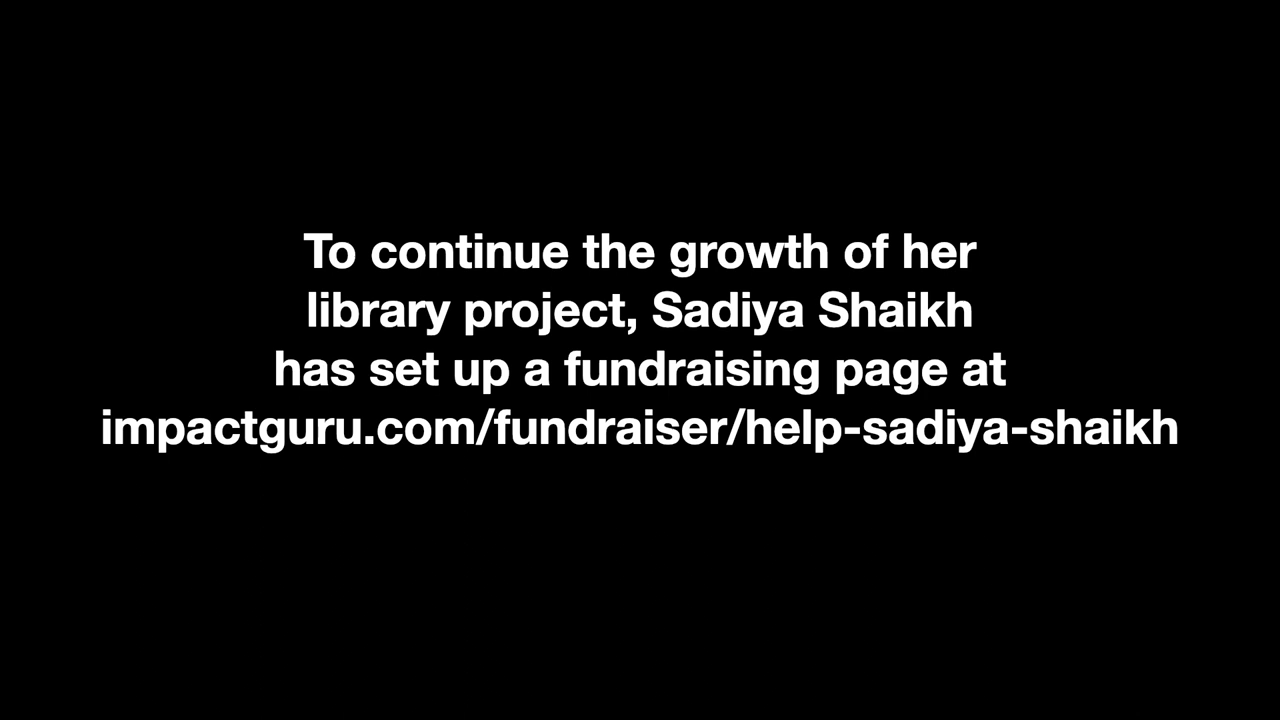 To continue the growth of her
library project, Sadiya Shaikh
has set up a fundraising page at
impactguru.com/fundraiser/help-sadiya-shaikh